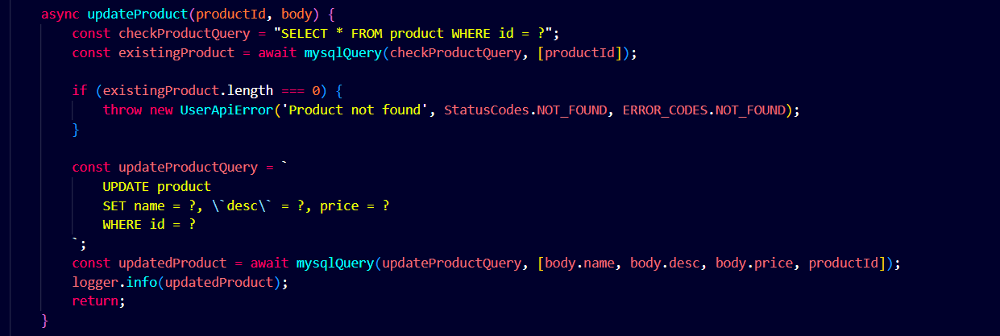 async updateProduct(productId, body) {
    const checkProductQuery = "SELECT * FROM product WHERE id = ?";
    const existingProduct = await mysqlQuery(checkProductQuery, [productId]);

    if (existingProduct.length === 0) {
        throw new UserApiError('Product not found', StatusCodes.NOT_FOUND, ERROR_CODES.NOT_FOUND);
    }

    const updateProductQuery = `
        UPDATE product
        SET name = ?, \`desc\` = ?, price = ?
        WHERE id = ?
    `;
    const updatedProduct = await mysqlQuery(updateProductQuery, [body.name, body.desc, body.price, productId]);
    logger.info(updatedProduct);
    return;
}